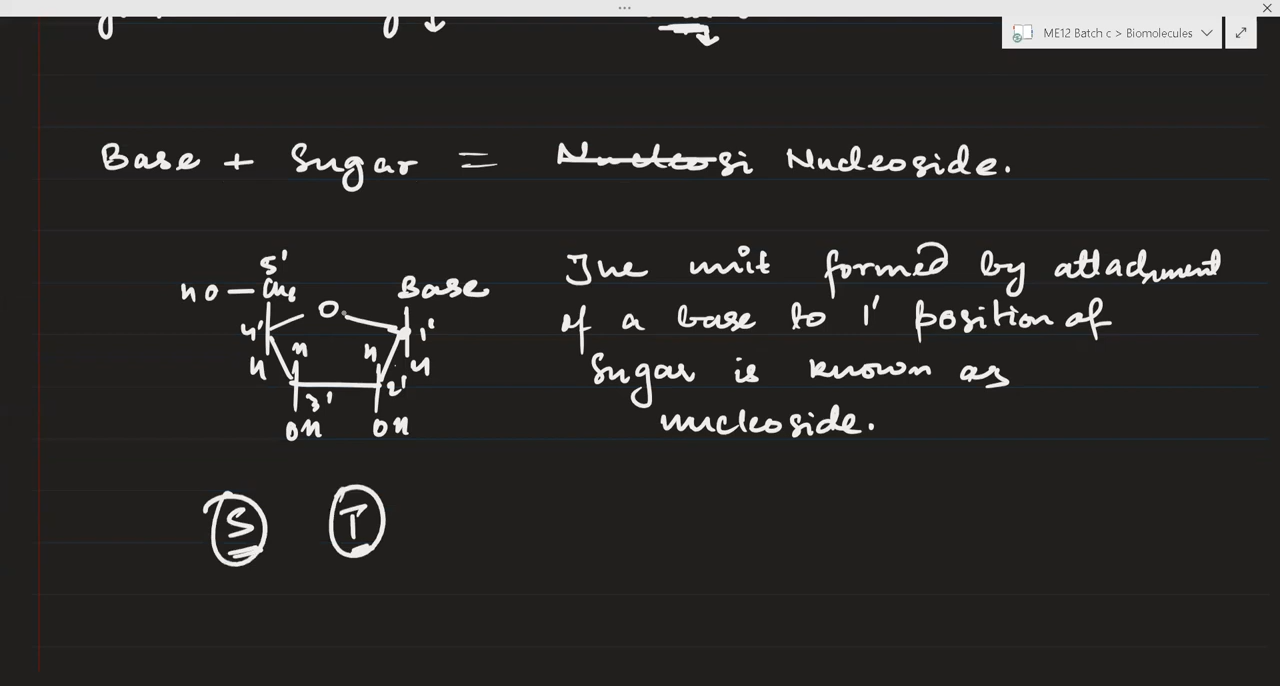 ME12 Batch c > Biomolecules
Base + Sugar = Nucleosi Nucleoside.
5'
HO — CH2 O Base
4' 1'
H H H H
3' 2'
OH OH
The unit formed by attachment
of a base to 1' position of
Sugar is known as
nucleoside.
S T